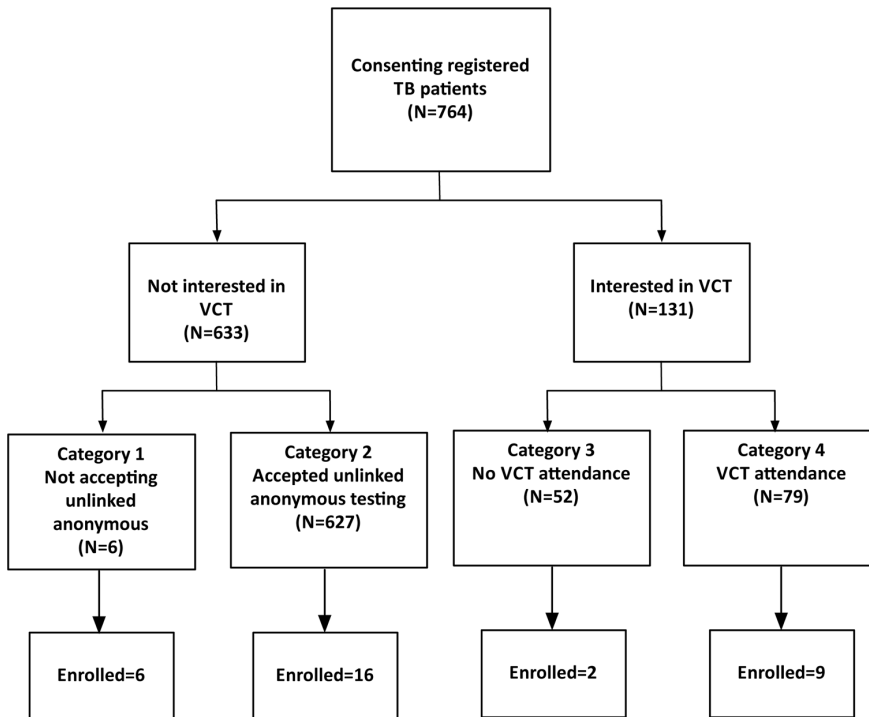 Consenting registered
TB patients
(N=764)
Not interested in
VCT
(N=633)
Interested in VCT
(N=131)
Category 1
Not accepting
unlinked
anonymous
(N=6)
Category 2
Accepted unlinked
anonymous testing
(N=627)
Category 3
No VCT attendance
(N=52)
Category 4
VCT attendance
(N=79)
Enrolled=6
Enrolled=16
Enrolled=2
Enrolled=9